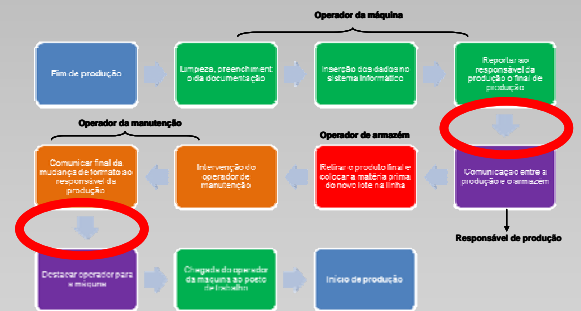 Operador da máquina
Fim de produção
Limpeza, preenchiment
o da documentação
Inserção dos dados no
sistema informático
Reportar ao
responsável da
produção o final de
produção
Operador da manutenção
Operador de armazém
Comunicar final da
mudança de formato ao
responsável da
produção
Intervenção do
operador de
manutenção
Retirar o produto final e
colocar a matéria prima
do novo lote na linha
Comunicação entre a
produção e o armazém
Responsável de produção
Destacar operador para
a máquina
Chegada do operador
da máquina ao posto
de trabalho
Início de produção